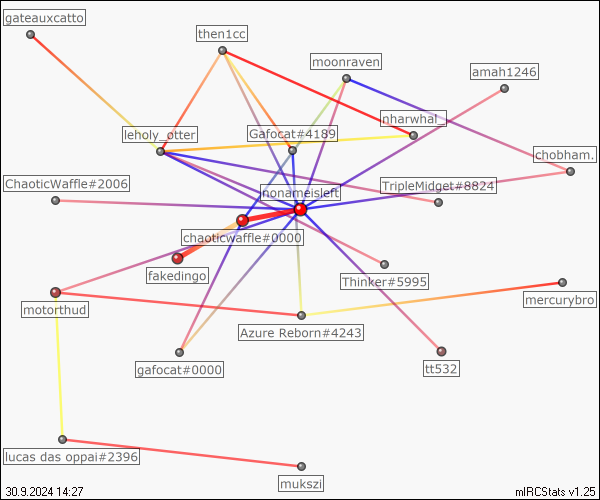 gateauxcatto
then1cc
moonraven
amah1246
nharwhal_
leholy_otter
Gafocat#4189
chobham.
ChaoticWaffle#2006
nonameisleft
TripleMidget#8824
chaoticwaffle#0000
fakedingo
Thinker#5995
motorthud
mercurybro
Azure Reborn#4243
gafocat#0000
tt532
lucas das oppai#2396
mukszi
30.9.2024 14:27
mIRCStats v1.25